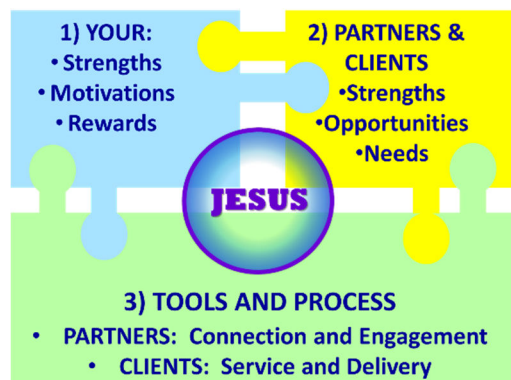 1) YOUR:
• Strengths
• Motivations
• Rewards
2) PARTNERS &
CLIENTS
•Strengths
•Opportunities
•Needs
JESUS
3) TOOLS AND PROCESS
• PARTNERS: Connection and Engagement
• CLIENTS: Service and Delivery